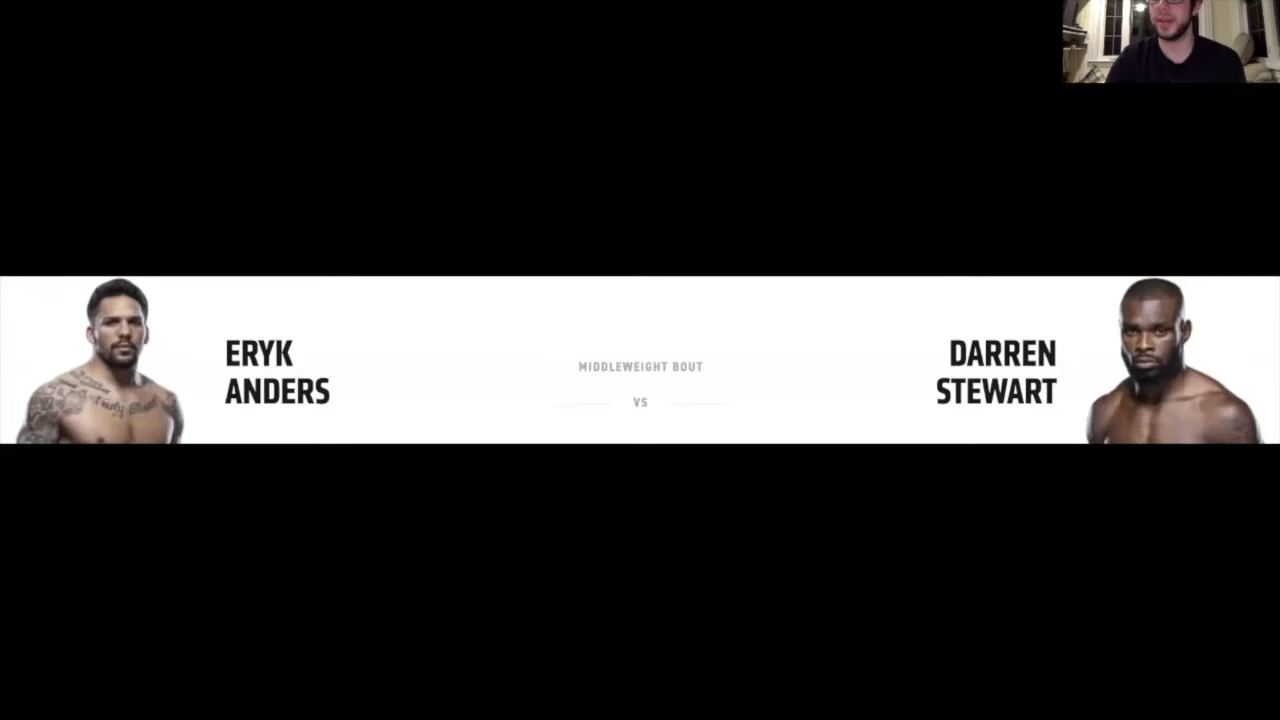 ERYK
ANDERS
MIDDLEWEIGHT BOUT
VS
DARREN
STEWART